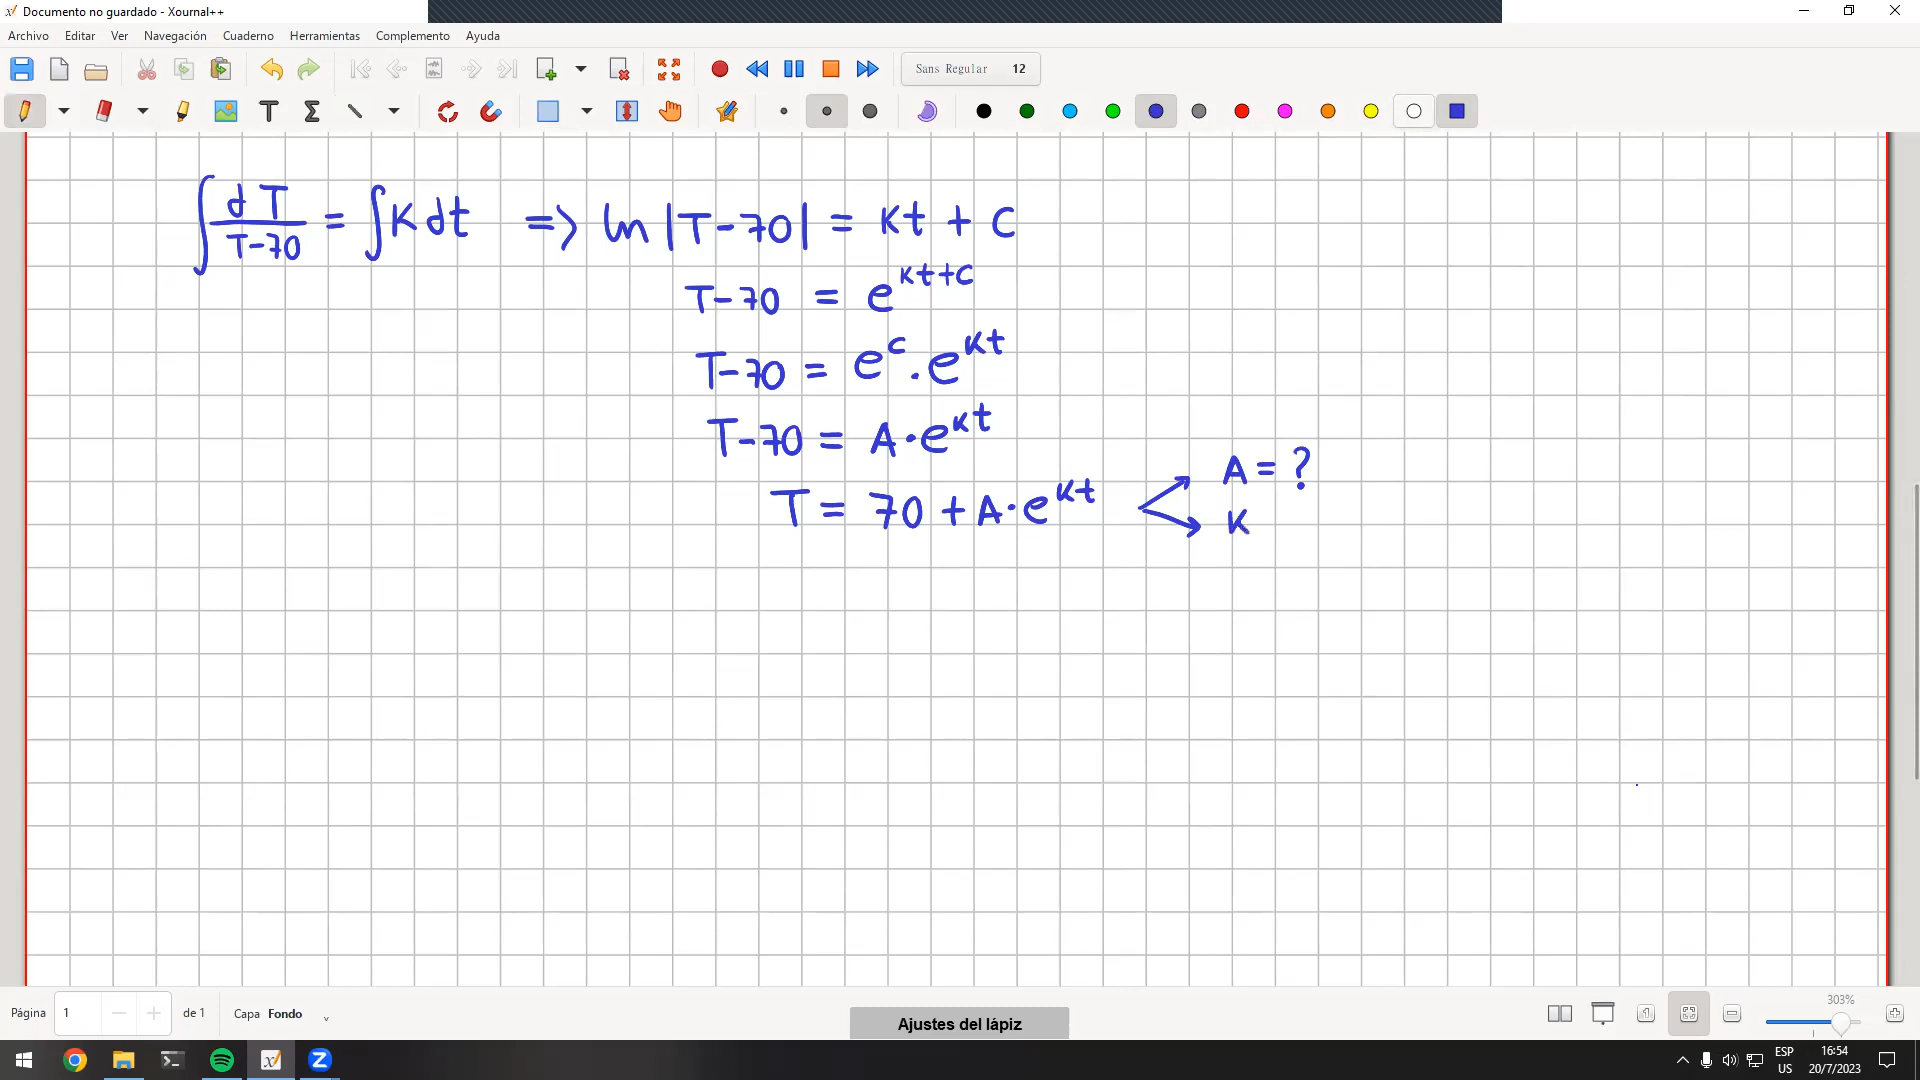 Documento no guardado - Xournal++
Archivo Editar Ver Navegación Cuaderno Herramientas Complemento Ayuda
Sans Regular 12
∫ dT / T-70 = ∫ K dt => ln |T-70| = Kt + C
T-70 = e^{Kt+C}
T-70 = e^C . e^{Kt}
T-70 = A · e^{Kt}
T = 70 + A · e^{Kt}
A = ?
K
Página 1 de 1 Capa Fondo
Ajustes del lápiz
303%
ESP
US
16:54
20/7/2023